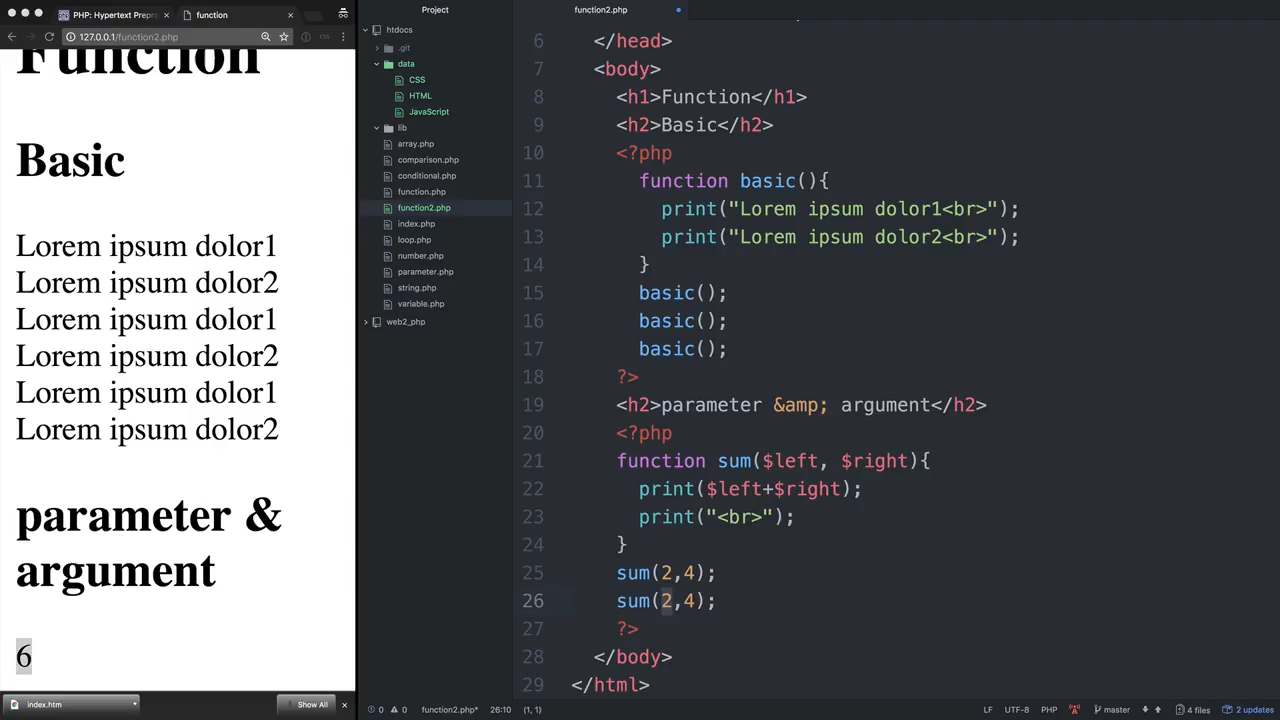 PHP: Hypertext Prepro
function
127.0.0.1/function2.php
Function
Basic
Lorem ipsum dolor1
Lorem ipsum dolor2
Lorem ipsum dolor1
Lorem ipsum dolor2
Lorem ipsum dolor1
Lorem ipsum dolor2
parameter &
argument
6
index.htm
Show All
Project
htdocs
.git
data
CSS
HTML
JavaScript
lib
array.php
comparison.php
conditional.php
function.php
function2.php
index.php
loop.php
number.php
parameter.php
string.php
variable.php
web2_php
function2.php
6 </head>
7 <body>
8 <h1>Function</h1>
9 <h2>Basic</h2>
10 <?php
11 function basic(){
12 print("Lorem ipsum dolor1<br>");
13 print("Lorem ipsum dolor2<br>");
14 }
15 basic();
16 basic();
17 basic();
18 ?>
19 <h2>parameter &amp; argument</h2>
20 <?php
21 function sum($left, $right){
22 print($left+$right);
23 print("<br>");
24 }
25 sum(2,4);
26 sum(2,4);
27 ?>
28 </body>
29 </html>
0 0 function2.php* 26:10 (1, 1)
LF UTF-8 PHP master 4 files 2 updates